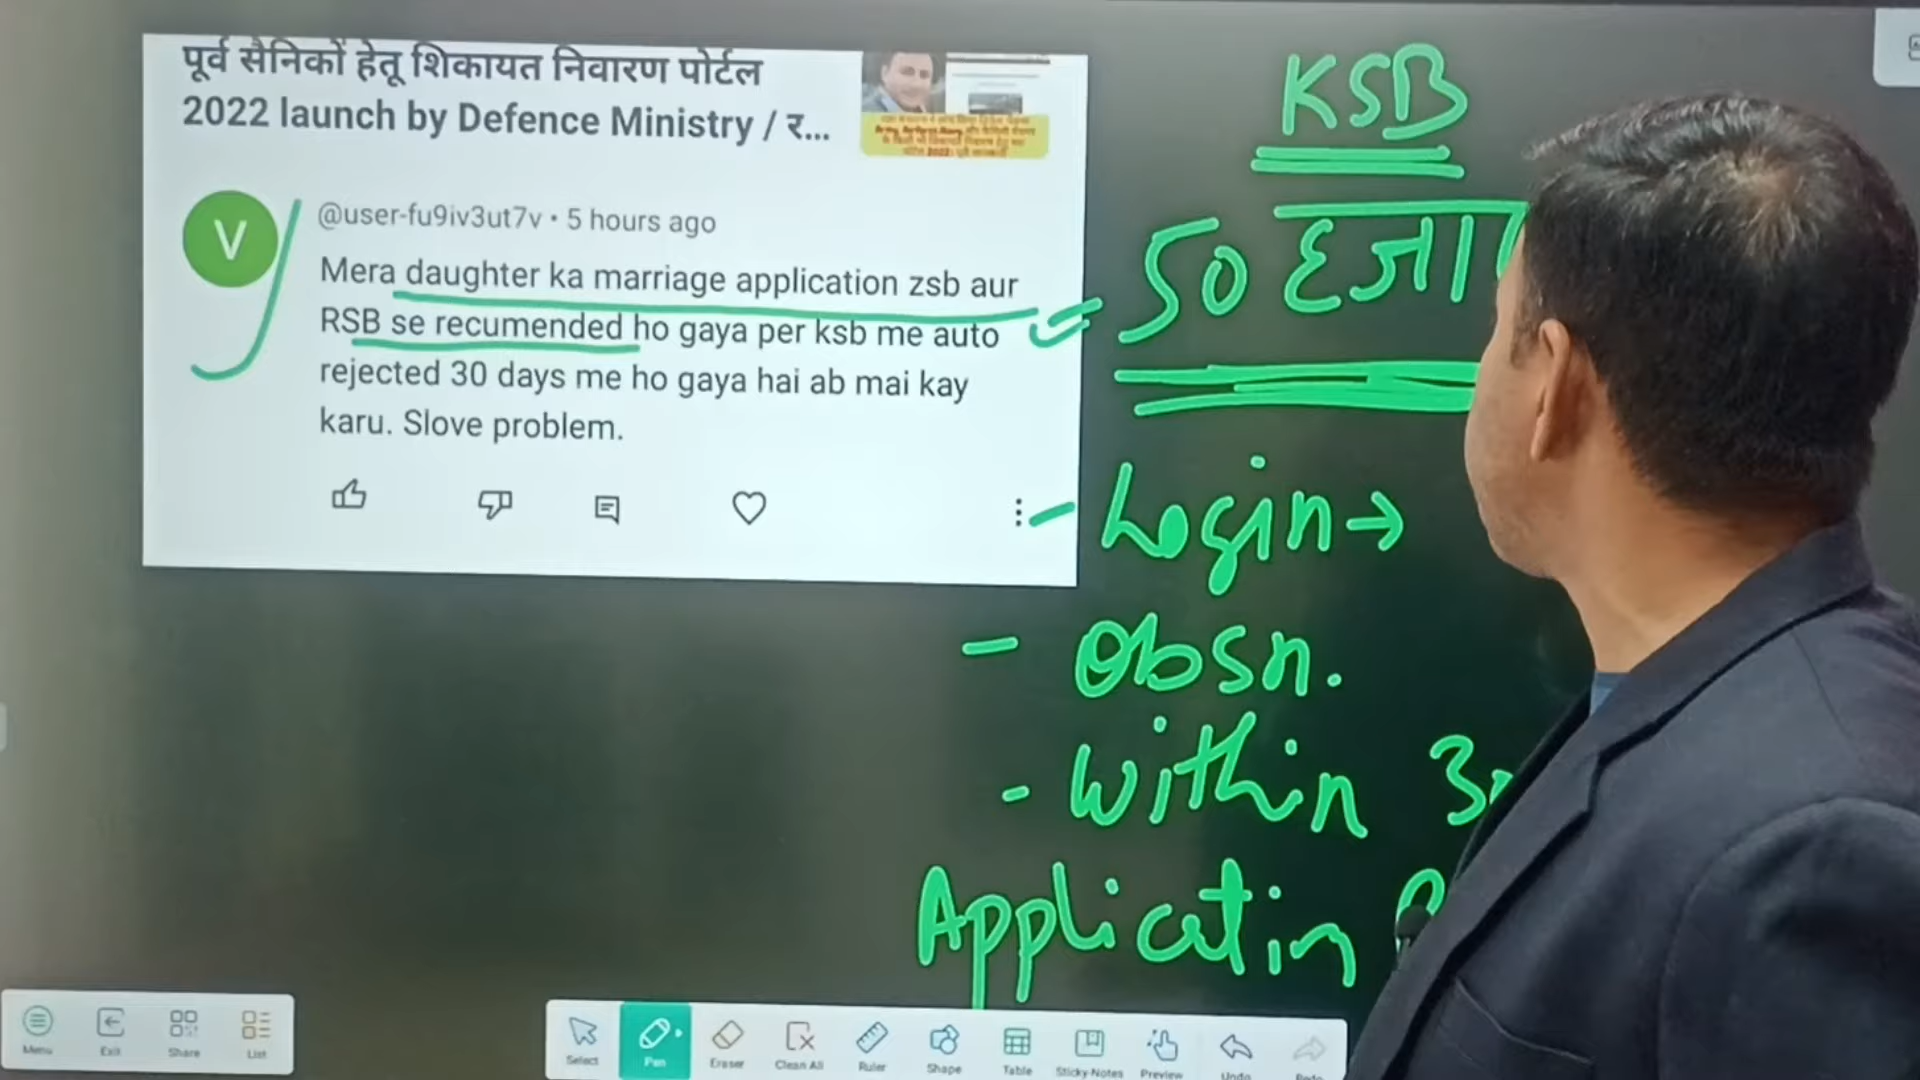 पूर्व सैनिकों हेतू शिकायत निवारण पोर्टल
2022 launch by Defence Ministry / र...
V
@user-fu9iv3ut7v • 5 hours ago
Mera daughter ka marriage application zsb aur
RSB se recumended ho gaya per ksb me auto
rejected 30 days me ho gaya hai ab mai kay
karu. Slove problem.
KSB
50
- Login →
- Obsn.
- Within
Applicatin
Menu
Exit
Share
List
Select
Pen
Eraser
Clean All
Ruler
Shape
Table
Sticky Notes
Preview
Undo
Redo